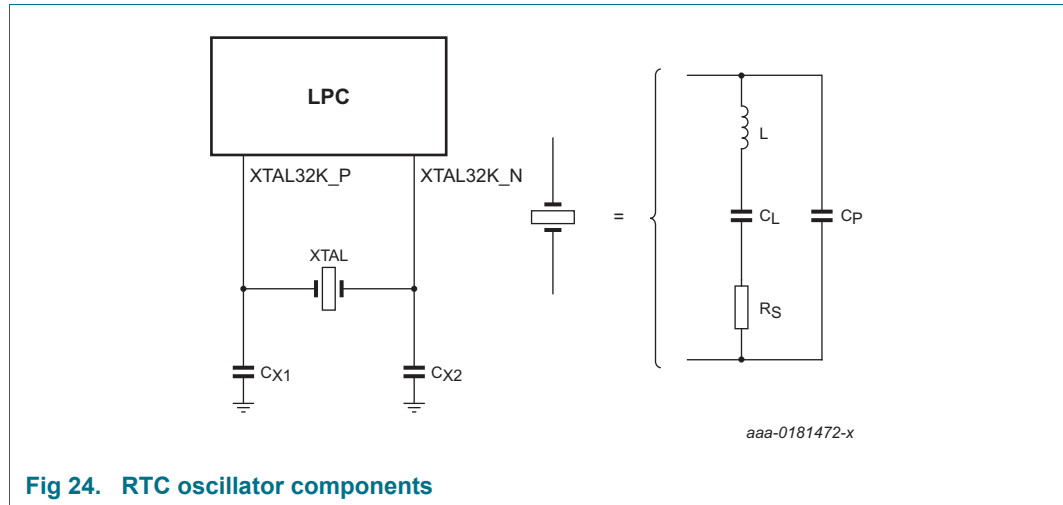 LPC
XTAL32K_P
XTAL32K_N
XTAL
CX1
CX2
=
L
CL
CP
RS
aaa-0181472-x
Fig 24. RTC oscillator components